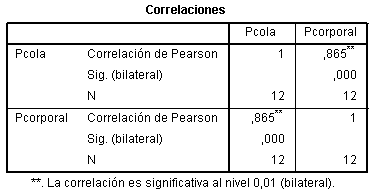 Correlaciones
Pcola Pcorporal
Pcola Correlación de Pearson 1 ,865**
Sig. (bilateral) ,000
N 12 12
Pcorporal Correlación de Pearson ,865** 1
Sig. (bilateral) ,000
N 12 12
**. La correlación es significativa al nivel 0,01 (bilateral).